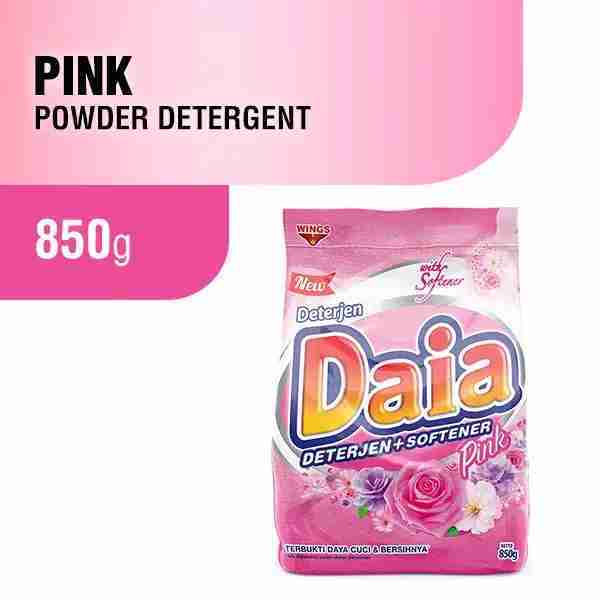 PINK
POWDER DETERGENT
850g
WINGS
with
Softener
New
Deterjen
Daia
DETERJEN+SOFTENER
Pink
TERBUKTI DAYA CUCI & BERSIHNYA
NETTO
850g